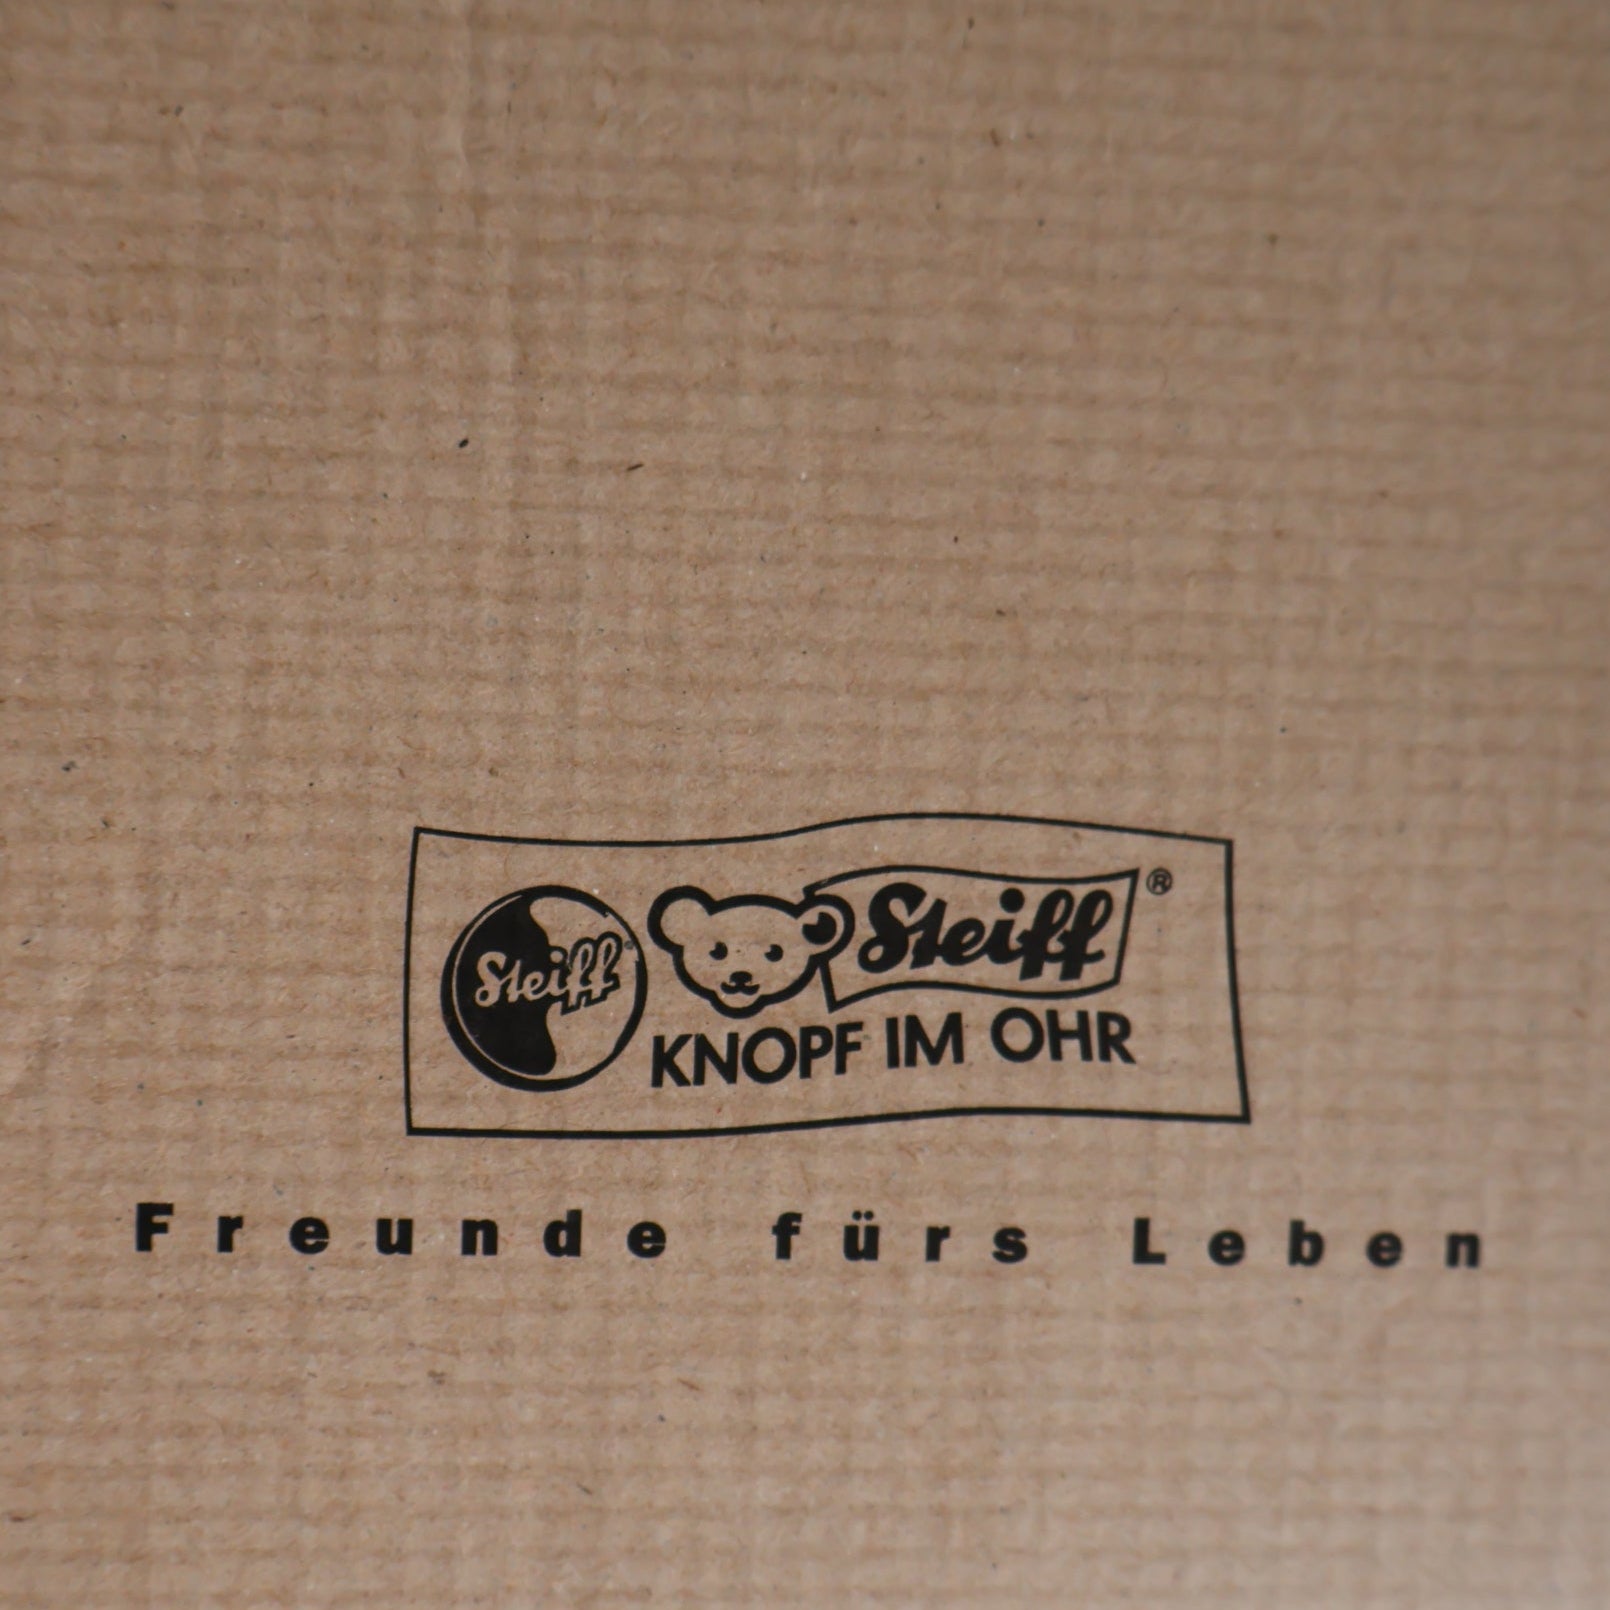 Steiff
Steiff ®
KNOPF IM OHR
Freunde fürs Leben